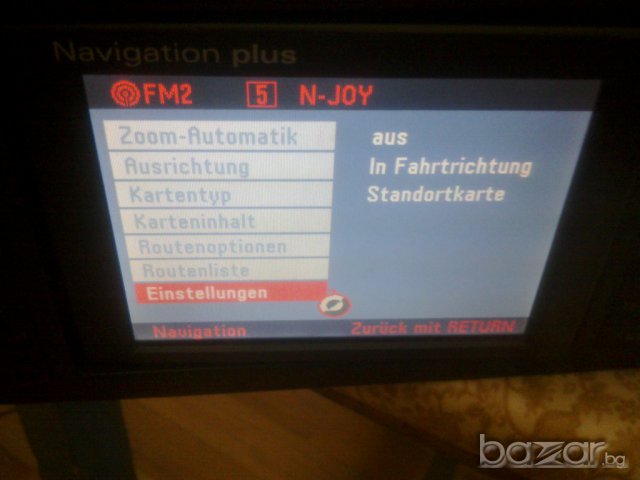 Navigation plus
FM2 5 N-JOY
Zoom-Automatik aus
Ausrichtung In Fahrtrichtung
Kartentyp Standortkarte
Karteninhalt
Routenoptionen
Routenliste
Einstellungen
Navigation Zurück mit RETURN
bazar.bg